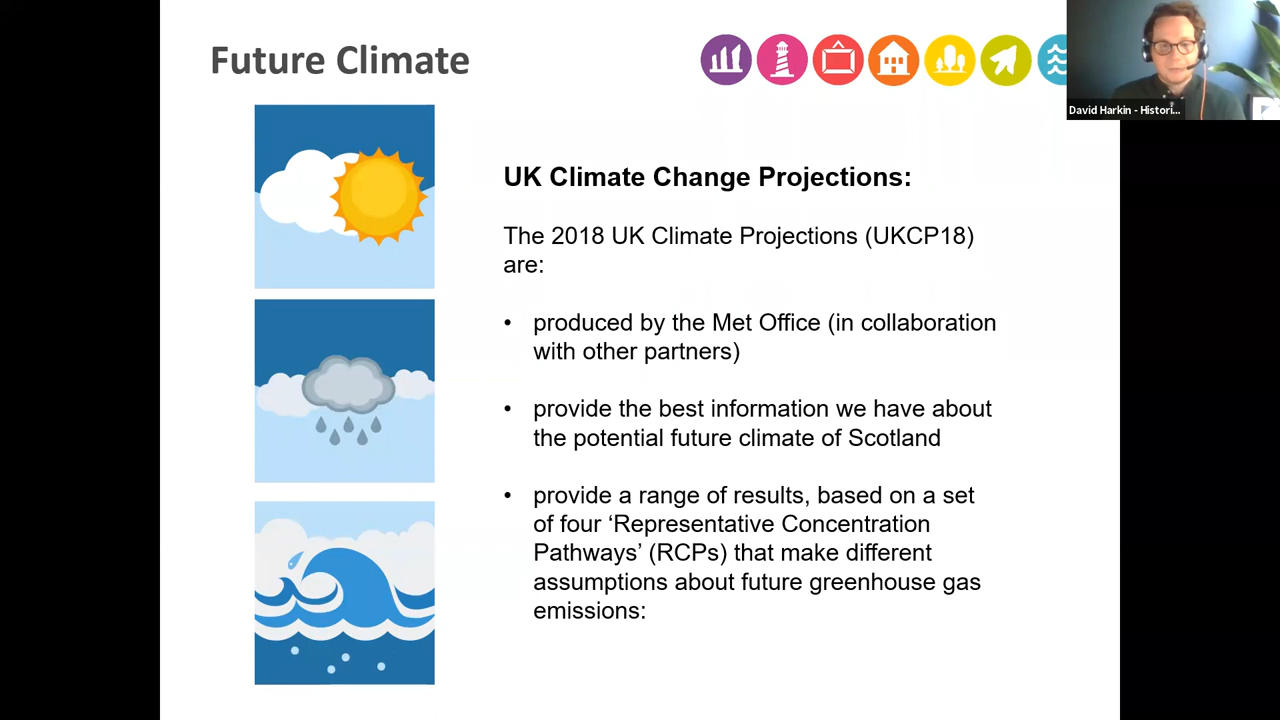 Future Climate
David Harkin - Histori...
UK Climate Change Projections:
The 2018 UK Climate Projections (UKCP18)
are:
• produced by the Met Office (in collaboration
with other partners)
• provide the best information we have about
the potential future climate of Scotland
• provide a range of results, based on a set
of four ‘Representative Concentration
Pathways’ (RCPs) that make different
assumptions about future greenhouse gas
emissions: